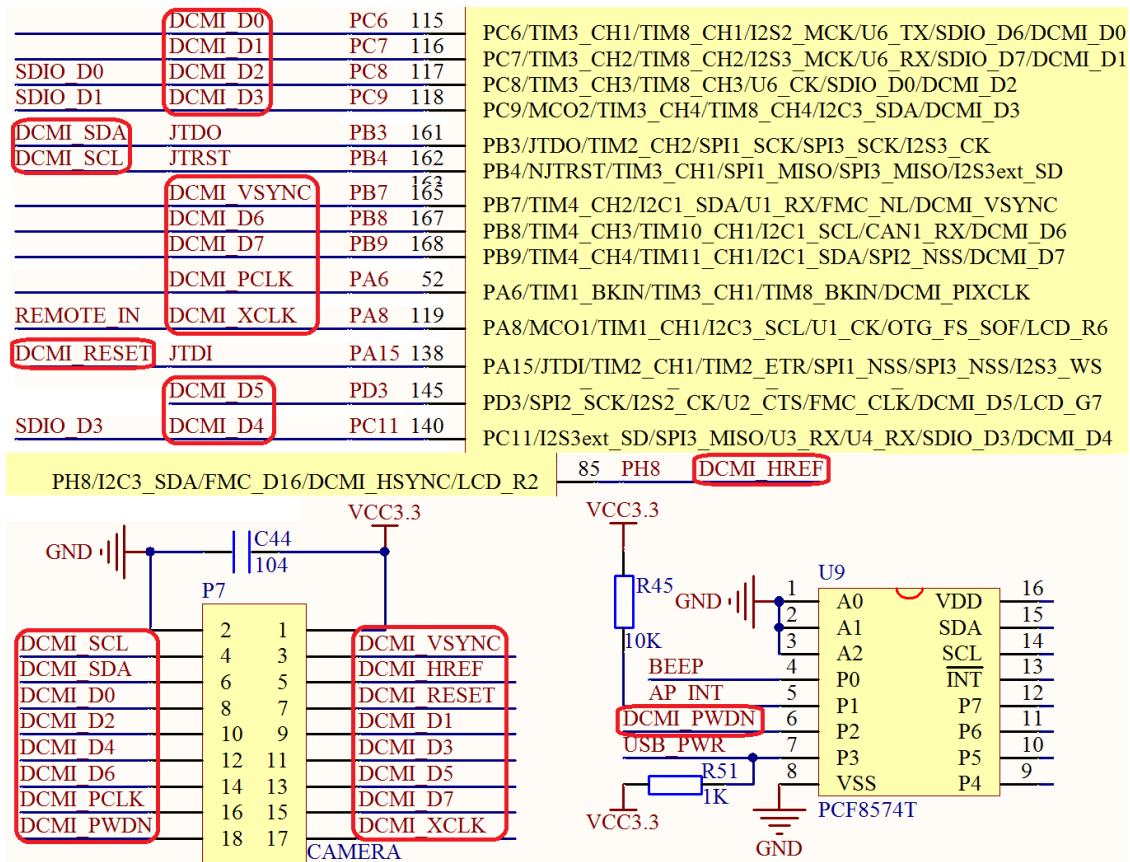 DCMI_D0 PC6 115 PC6/TIM3_CH1/TIM8_CH1/I2S2_MCK/U6_TX/SDIO_D6/DCMI_D0
DCMI_D1 PC7 116 PC7/TIM3_CH2/TIM8_CH2/I2S3_MCK/U6_RX/SDIO_D7/DCMI_D1
SDIO_D0 DCMI_D2 PC8 117 PC8/TIM3_CH3/TIM8_CH3/U6_CK/SDIO_D0/DCMI_D2
SDIO_D1 DCMI_D3 PC9 118 PC9/MCO2/TIM3_CH4/TIM8_CH4/I2C3_SDA/DCMI_D3
DCMI_SDA JTDO PB3 161 PB3/JTDO/TIM2_CH2/SPI1_SCK/SPI3_SCK/I2S3_CK
DCMI_SCL JTRST PB4 162 PB4/NJTRST/TIM3_CH1/SPI1_MISO/SPI3_MISO/I2S3ext_SD
DCMI_VSYNC PB7 165 PB7/TIM4_CH2/I2C1_SDA/U1_RX/FMC_NL/DCMI_VSYNC
DCMI_D6 PB8 167 PB8/TIM4_CH3/TIM10_CH1/I2C1_SCL/CAN1_RX/DCMI_D6
DCMI_D7 PB9 168 PB9/TIM4_CH4/TIM11_CH1/I2C1_SDA/SPI2_NSS/DCMI_D7
DCMI_PCLK PA6 52 PA6/TIM1_BKIN/TIM3_CH1/TIM8_BKIN/DCMI_PIXCLK
REMOTE_IN DCMI_XCLK PA8 119 PA8/MCO1/TIM1_CH1/I2C3_SCL/U1_CK/OTG_FS_SOF/LCD_R6
DCMI_RESET JTDI PA15 138 PA15/JTDI/TIM2_CH1/TIM2_ETR/SPI1_NSS/SPI3_NSS/I2S3_WS
DCMI_D5 PD3 145 PD3/SPI2_SCK/I2S2_CK/U2_CTS/FMC_CLK/DCMI_D5/LCD_G7
SDIO_D3 DCMI_D4 PC11 140 PC11/I2S3ext_SD/SPI3_MISO/U3_RX/U4_RX/SDIO_D3/DCMI_D4
PH8/I2C3_SDA/FMC_D16/DCMI_HSYNC/LCD_R2 85 PH8 DCMI_HREF
VCC3.3
GND C44
104
P7
2 1
DCMI_SCL 4 3 DCMI_VSYNC
DCMI_SDA 6 5 DCMI_HREF
DCMI_D0 8 7 DCMI_RESET
DCMI_D2 10 9 DCMI_D1
DCMI_D4 12 11 DCMI_D3
DCMI_D6 14 13 DCMI_D5
DCMI_PCLK 16 15 DCMI_D7
DCMI_PWDN 18 17 DCMI_XCLK
CAMERA
VCC3.3
R45
10K
U9
GND 1 A0 VDD 16
2 A1 SDA 15
3 A2 SCL 14
BEEP 4 P0 INT 13
AP_INT 5 P1 P7 12
DCMI_PWDN 6 P2 P6 11
USB_PWR 7 P3 P5 10
8 VSS P4 9
R51
1K
VCC3.3
PCF8574T
GND